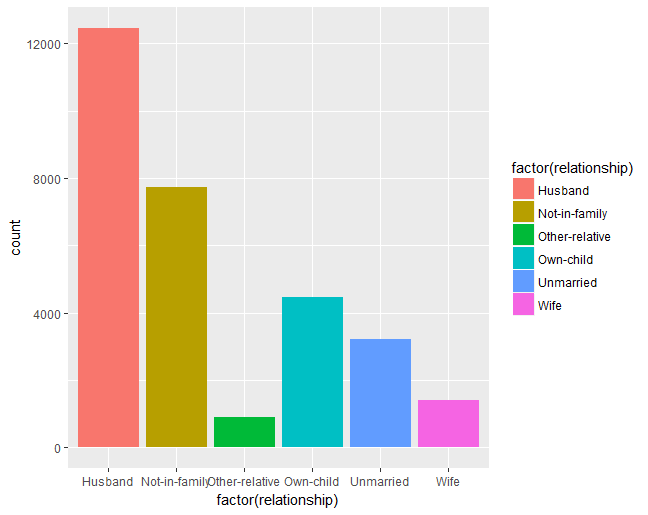 12000
8000
4000
0
count
Husband Not-in-family Other-relative Own-child Unmarried Wife
factor(relationship)
factor(relationship)
Husband
Not-in-family
Other-relative
Own-child
Unmarried
Wife